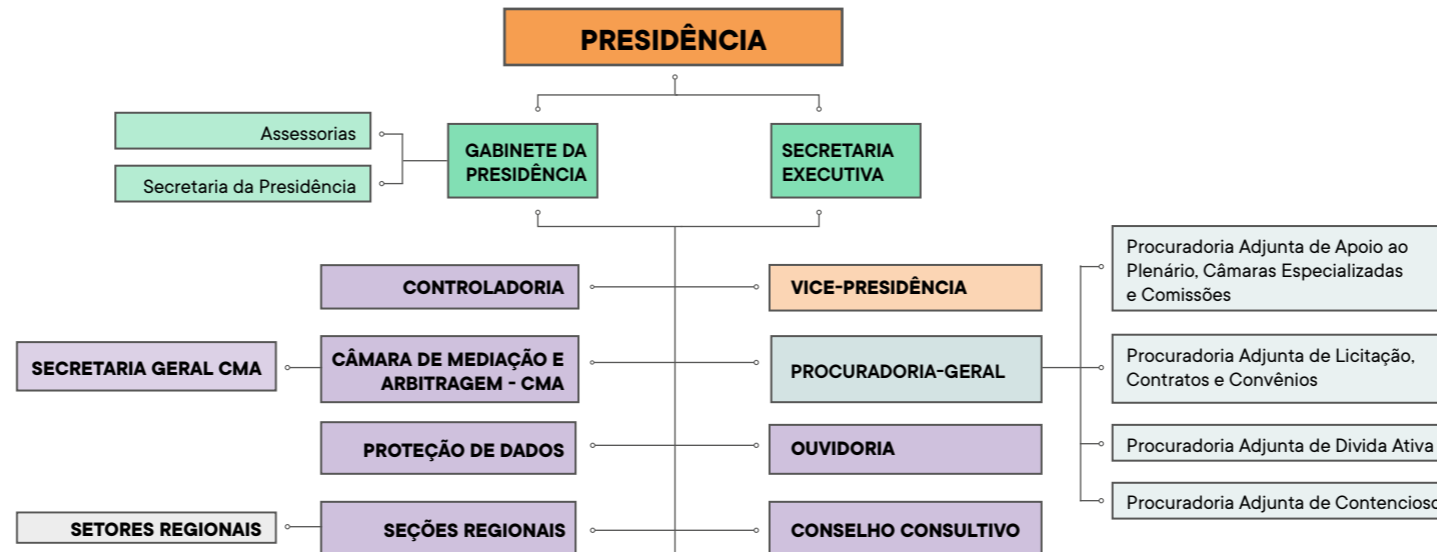 PRESIDÊNCIA
Assessorias
Secretaria da Presidência
GABINETE DA
PRESIDÊNCIA
SECRETARIA
EXECUTIVA
CONTROLADORIA
VICE-PRESIDÊNCIA
SECRETARIA GERAL CMA
CÂMARA DE MEDIAÇÃO E
ARBITRAGEM - CMA
PROCURADORIA-GERAL
Procuradoria Adjunta de Apoio ao
Plenário, Câmaras Especializadas
e Comissões
Procuradoria Adjunta de Licitação,
Contratos e Convênios
Procuradoria Adjunta de Divida Ativa
Procuradoria Adjunta de Contencioso
PROTEÇÃO DE DADOS
OUVIDORIA
SETORES REGIONAIS
SEÇÕES REGIONAIS
CONSELHO CONSULTIVO